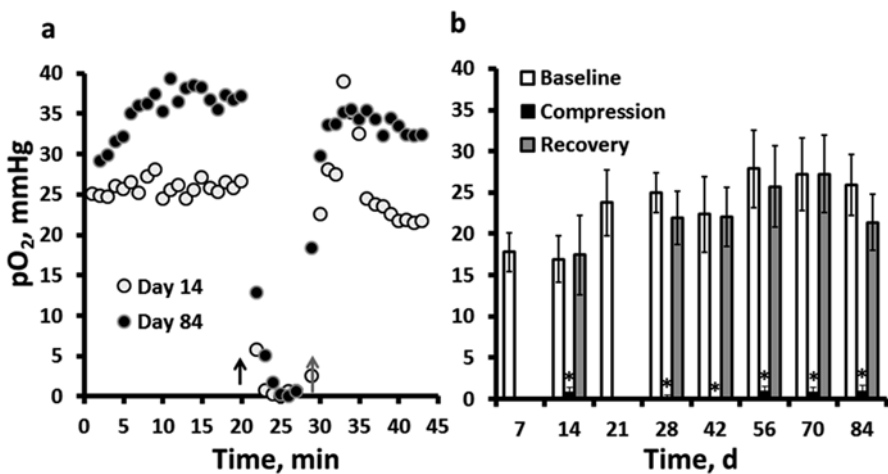 a
pO₂, mmHg
40
35
30
25
20
15
10
5
0
Day 14
Day 84
0 5 10 15 20 25 30 35 40 45
Time, min
b
40
35
30
25
20
15
10
5
0
Baseline
Compression
Recovery
* * * * * *
7 14 21 28 42 56 70 84
Time, d